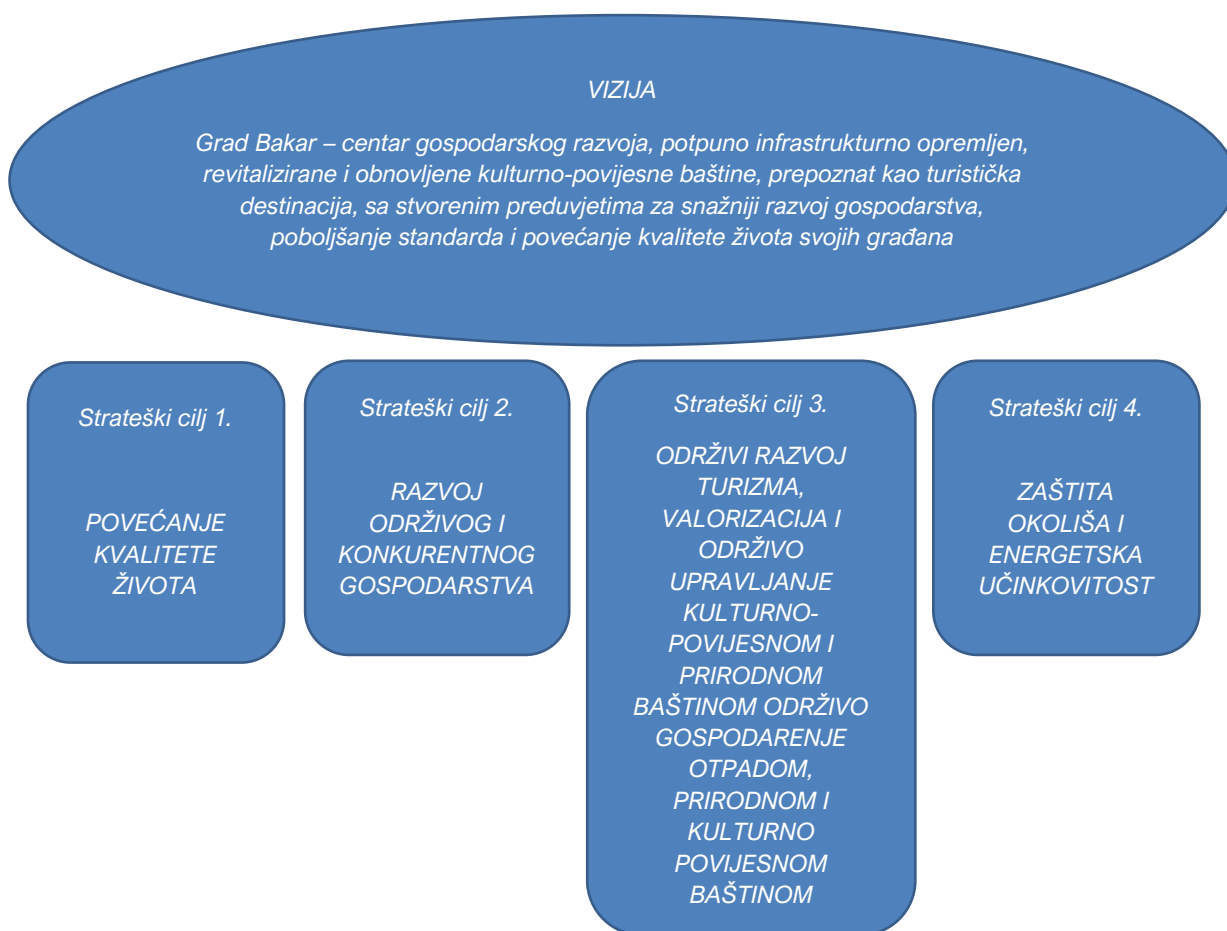 VIZIJA
Grad Bakar – centar gospodarskog razvoja, potpuno infrastrukturno opremljen,
revitalizirane i obnovljene kulturno-povijesne baštine, prepoznat kao turistička
destinacija, sa stvorenim preduvjetima za snažniji razvoj gospodarstva,
poboljšanje standarda i povećanje kvalitete života svojih građana
Strateški cilj 1.
POVEĆANJE
KVALITETE
ŽIVOTA
Strateški cilj 2.
RAZVOJ
ODRŽIVOG I
KONKURENTNOG
GOSPODARSTVA
Strateški cilj 3.
ODRŽIVI RAZVOJ
TURIZMA,
VALORIZACIJA I
ODRŽIVO
UPRAVLJANJE
KULTURNO-
POVIJESNOM I
PRIRODNOM
BAŠTINOM ODRŽIVO
GOSPODARENJE
OTPADOM,
PRIRODNOM I
KULTURNO
POVIJESNOM
BAŠTINOM
Strateški cilj 4.
ZAŠTITA
OKOLIŠA I
ENERGETSKA
UČINKOVITOST